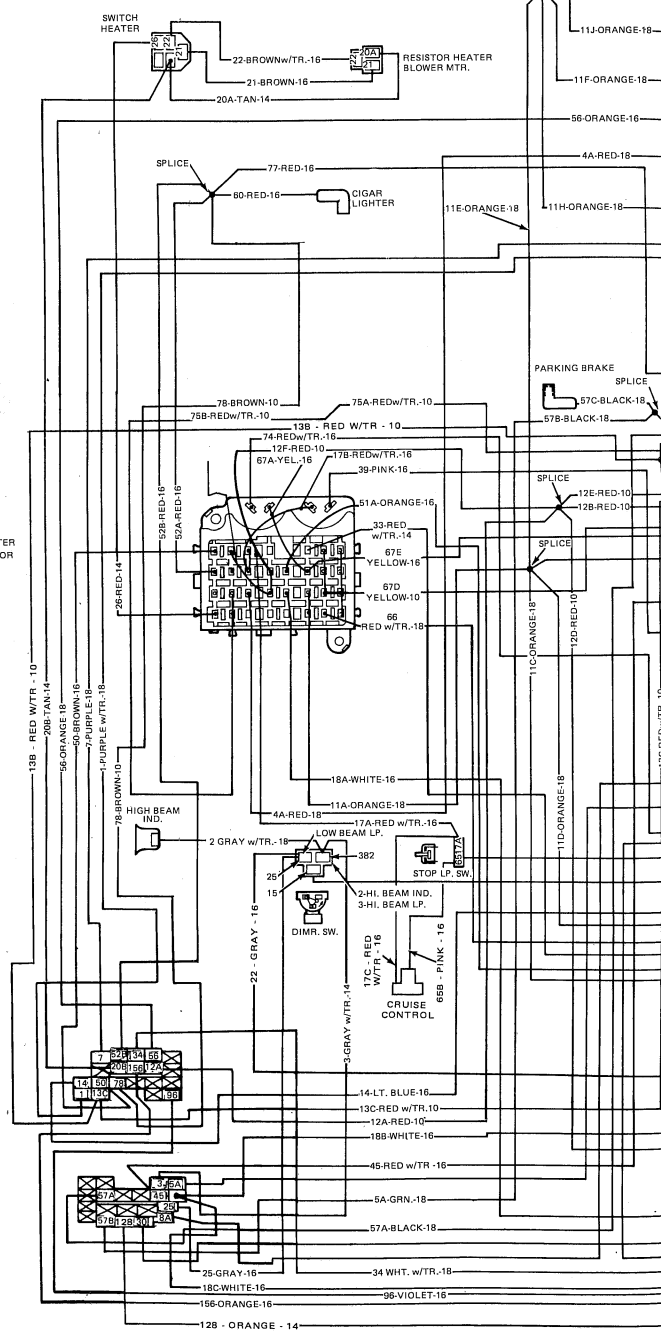 SWITCH
HEATER
26
22
21
22-BROWNw/TR.-16
21-BROWN-16
20A-TAN-14
22
20A
21
RESISTOR HEATER
BLOWER MTR.
11J-ORANGE-18
11F-ORANGE-18
56-ORANGE-16
4A-RED-18
SPLICE
77-RED-16
60-RED-16
CIGAR
LIGHTER
11E-ORANGE-18
11H-ORANGE-18
PARKING BRAKE
SPLICE
57C-BLACK-18
57B-BLACK-18
78-BROWN-10
75B-REDw/TR.-10
75A-REDw/TR.-10
13B - RED W/TR - 10
74-REDw/TR.-16
12F-RED-10
67A-YEL.-16
17B-REDw/TR.-16
39-PINK-16
SPLICE
12E-RED-10
12B-RED-10
51A-ORANGE-16
33-RED
w/TR.-14
67E
YELLOW-16
67D
YELLOW-10
66
RED w/TR.-18
SPLICE
TER
OR
52B-RED-16
52A-RED-16
26-RED-14
11C-ORANGE-18
12D-RED-10
13B - RED W/TR - 10
20B-TAN-14
56-ORANGE-18
50-BROWN-16
7-PURPLE-18
1-PURPLE w/TR.-18
78-BROWN-10
11D-ORANGE-18
18A-WHITE-16
11A-ORANGE-18
4A-RED-18
17A-RED w/TR.-16
HIGH BEAM
IND.
2 GRAY w/TR.-18
LOW BEAM LP.
382
25
15
2-HI. BEAM IND.
3-HI. BEAM LP.
DIMR. SW.
6517A
STOP LP. SW.
22 - GRAY - 16
3-GRAY w/TR.-14
17C - RED
W/TR - 16
65B - PINK - 16
CRUISE
CONTROL
7
52B
34
56
20B
156
12A
14
50
78
1
13C
96
14-LT. BLUE-16
13C-RED w/TR.10
12A-RED-10
18B-WHITE-16
45-RED w/TR -16
5A-GRN.-18
57A-BLACK-18
3
5A
57A
45
25
57B
12B
30
8A
25-GRAY-16
34 WHT. w/TR.-18
18C-WHITE-16
96-VIOLET-16
156-ORANGE-16
12B - ORANGE - 14